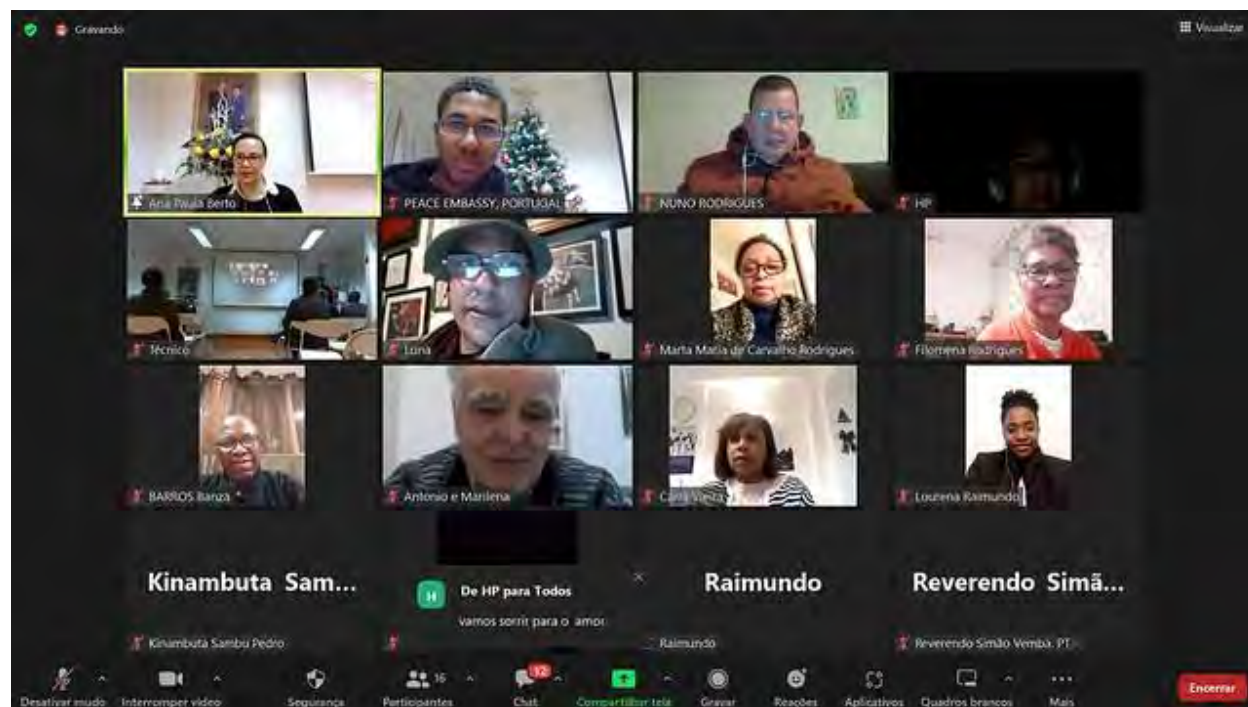 Gravando
Visualizar
Ana Paula Berto
PEACE EMBASSY, PORTUGAL
NUNO RODRIGUES
HP
Técnico
Luna
Marta Maria de Carvalho Rodrigues
Filomena Rodrigues
BARROS Banza
Antonio e Marilena
Carla Vieira
Lourena Raimundo
Kinambuta Sam...
H
De HP para Todos
vamos sorrir para o amor
Raimundo
Reverendo Simã...
Kinambuta Sambu Pedro
Raimundo
Reverendo Simão Vemba. PT
16
12
Desativar mudo
Interromper vídeo
Segurança
Participantes
Chat
Compartilhar tela
Gravar
Reações
Aplicativos
Quadros brancos
Mais
Encerrar